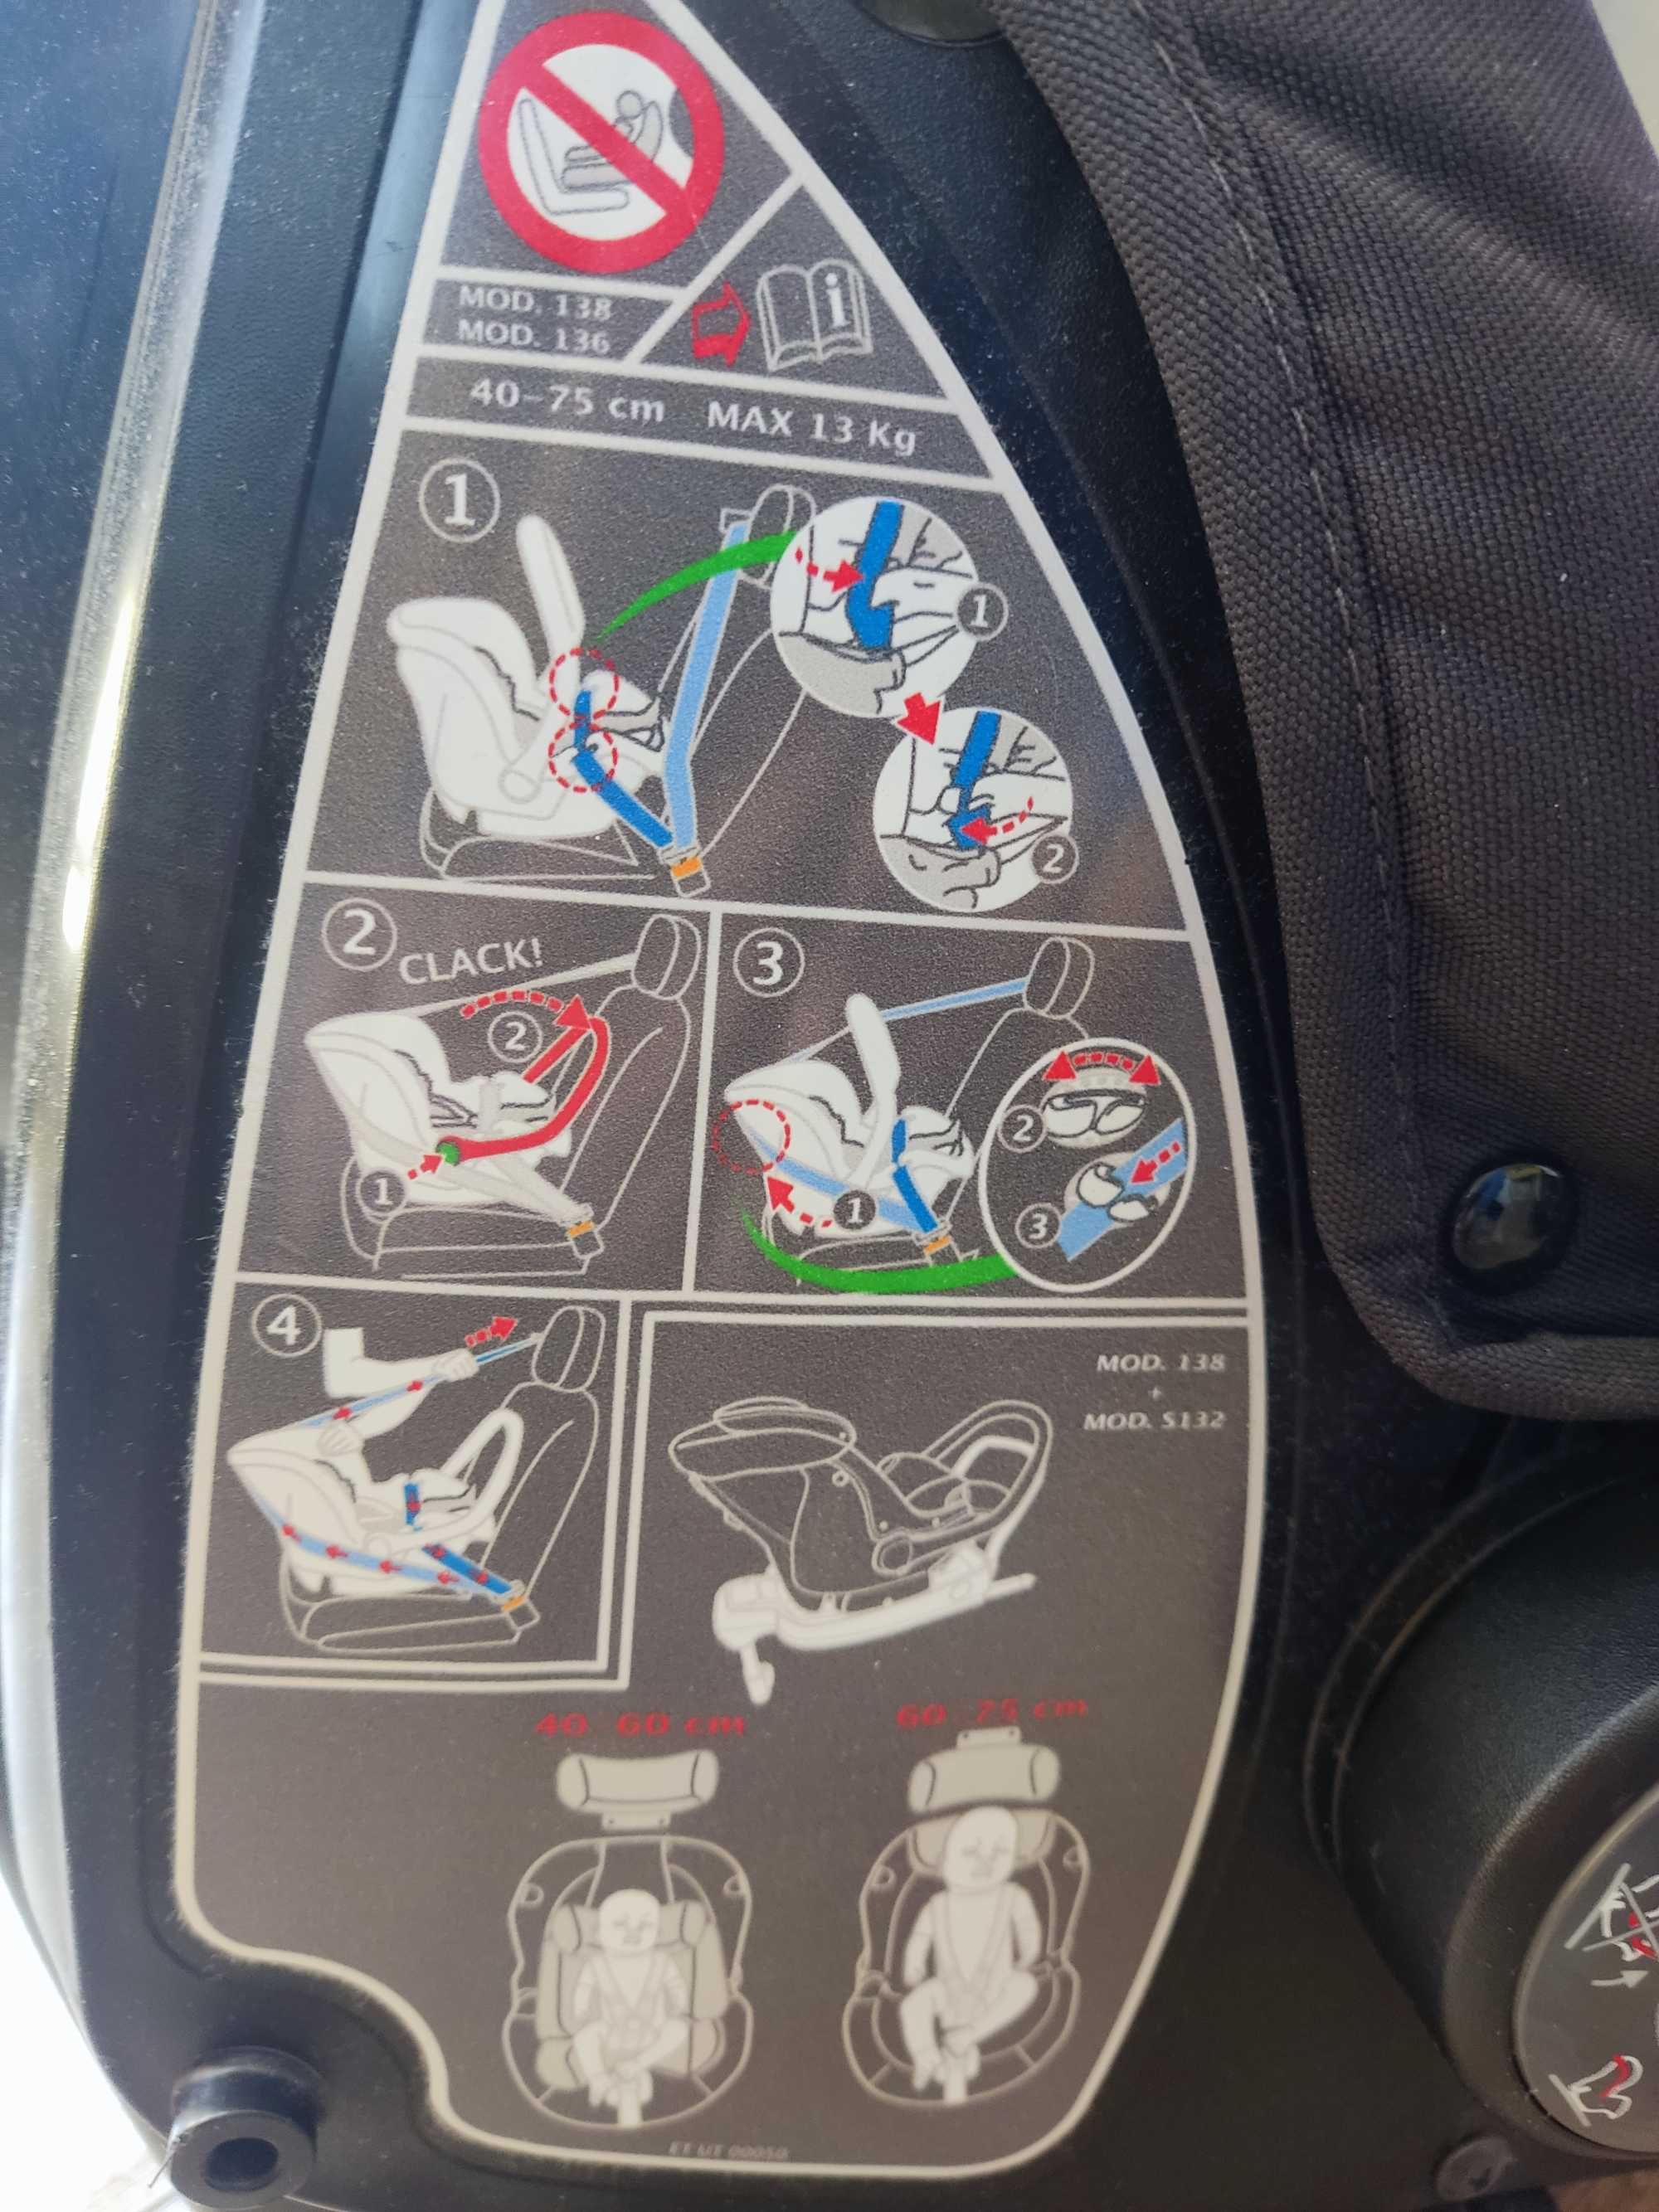 MOD. 138
MOD. 136
i
40-75 cm MAX 13 Kg
1
1
2
2 CLACK!
2
1
3
2
1
3
4
MOD. 138
+
MOD. S132
40-60 cm
60-75 cm